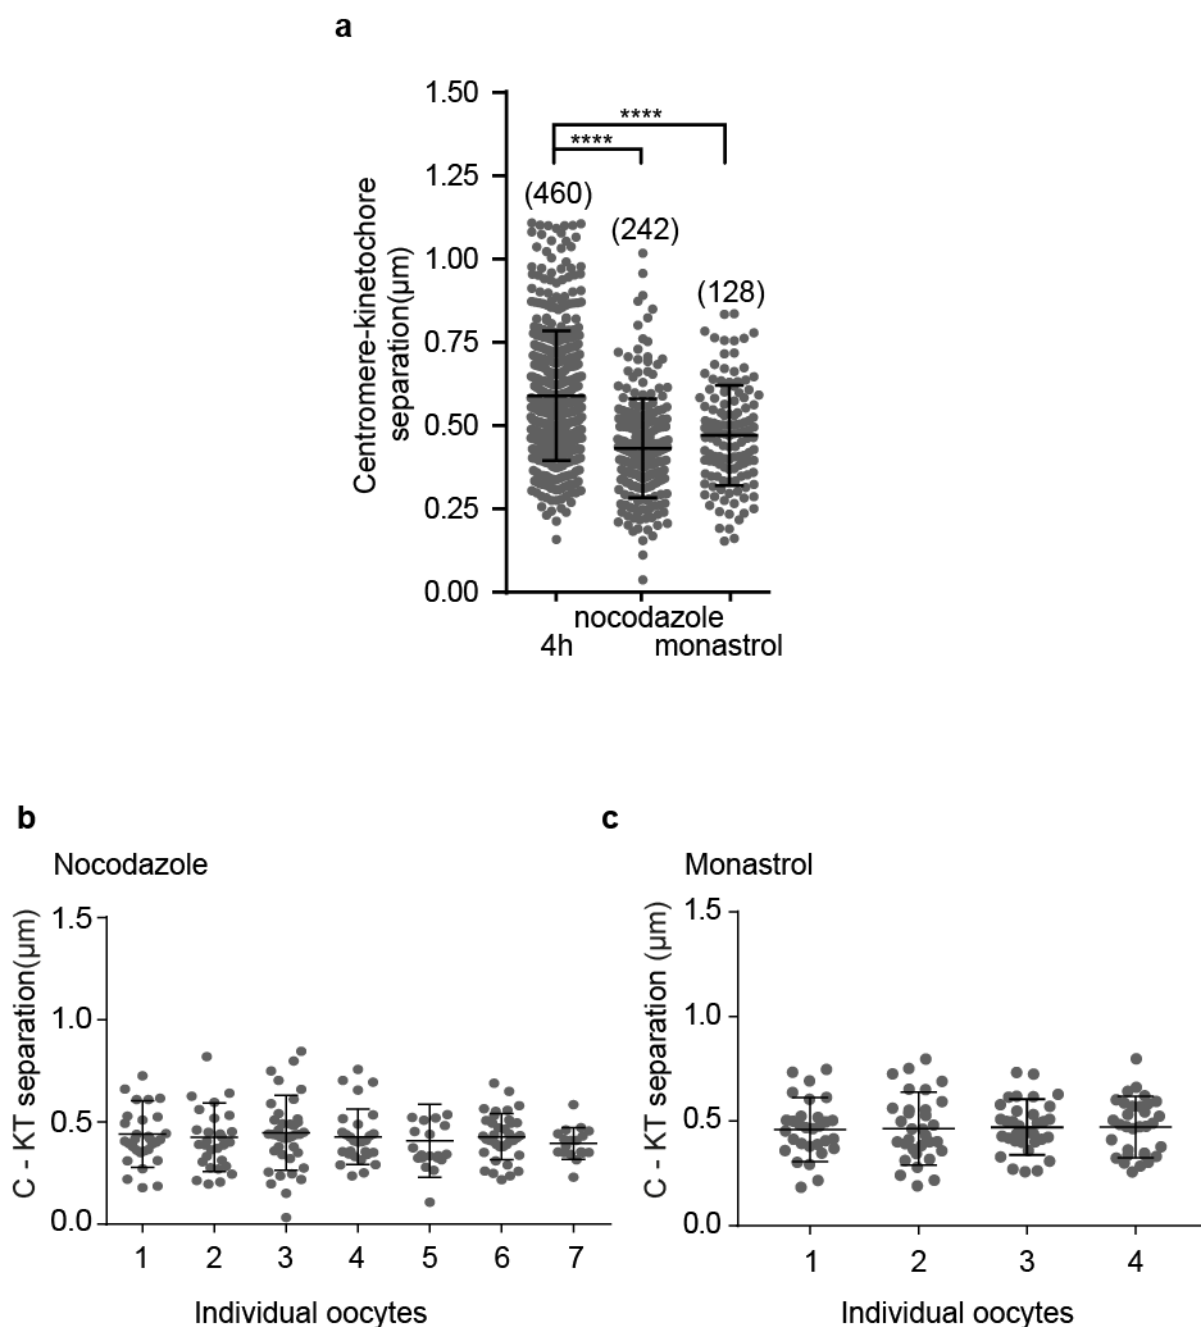 a
1.50
1.25
1.00
0.75
0.50
0.25
0.00
Centromere-kinetochore
separation(μm)
****
****
(460)
(242)
(128)
nocodazole
4h monastrol
b
Nocodazole
C - KT separation(μm)
1.5
1.0
0.5
0.0
1 2 3 4 5 6 7
Individual oocytes
c
Monastrol
C - KT separation (μm)
1.5
1.0
0.5
0.0
1 2 3 4
Individual oocytes